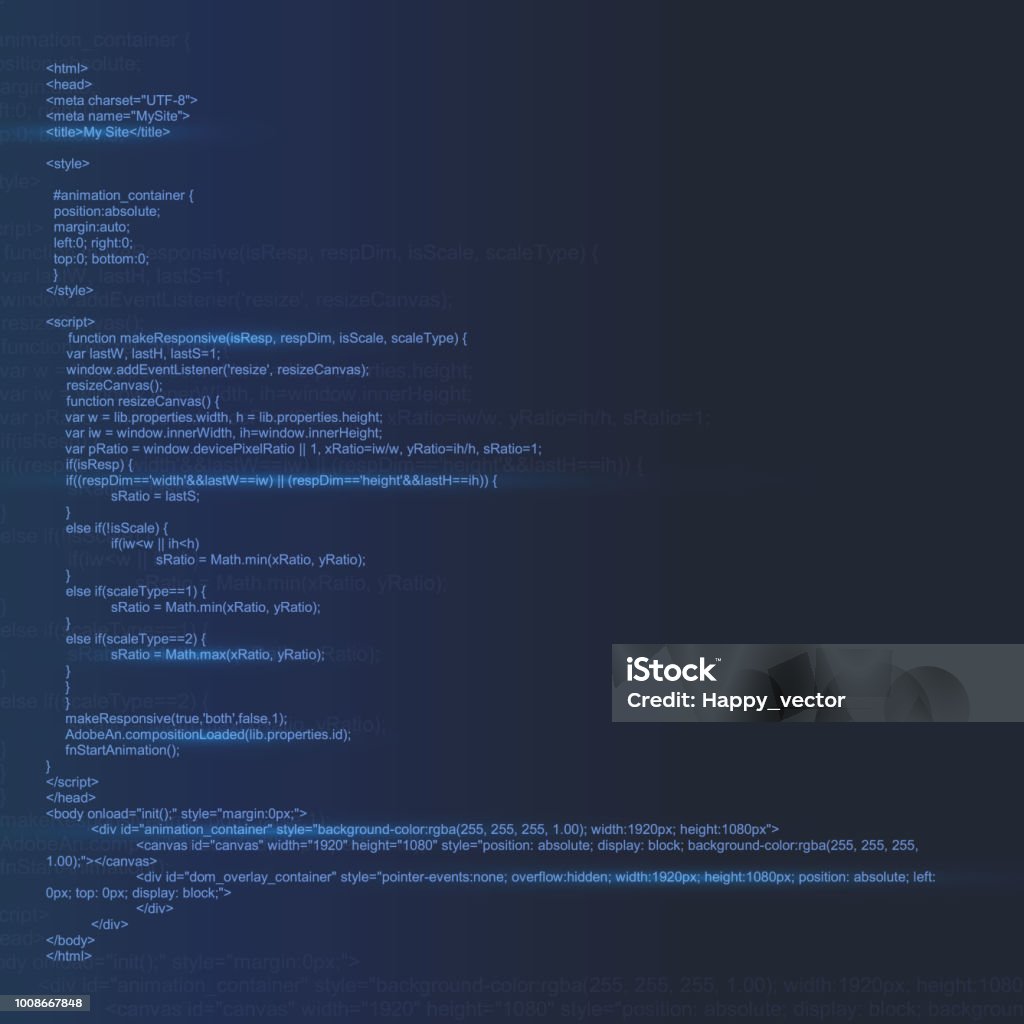 <html>
<head>
<meta charset="UTF-8">
<meta name="MySite">
<title>My Site</title>
<style>
#animation_container {
position:absolute;
margin:auto;
left:0; right:0;
top:0; bottom:0;
}
</style>
<script>
function makeResponsive(isResp, respDim, isScale, scaleType) {
var lastW, lastH, lastS=1;
window.addEventListener('resize', resizeCanvas);
resizeCanvas();
function resizeCanvas() {
var w = lib.properties.width, h = lib.properties.height;
var iw = window.innerWidth, ih=window.innerHeight;
var pRatio = window.devicePixelRatio || 1, xRatio=iw/w, yRatio=ih/h, sRatio=1;
if(isResp) {
if((respDim=='width'&&lastW==iw) || (respDim=='height'&&lastH==ih)) {
sRatio = lastS;
}
else if(!isScale) {
if(iw<w || ih<h)
sRatio = Math.min(xRatio, yRatio);
}
else if(scaleType==1) {
sRatio = Math.min(xRatio, yRatio);
}
else if(scaleType==2) {
sRatio = Math.max(xRatio, yRatio);
}
}
}
makeResponsive(true,'both',false,1);
AdobeAn.compositionLoaded(lib.properties.id);
fnStartAnimation();
}
</script>
</head>
<body onload="init();" style="margin:0px;">
<div id="animation_container" style="background-color:rgba(255, 255, 255, 1.00); width:1920px; height:1080px">
<canvas id="canvas" width="1920" height="1080" style="position: absolute; display: block; background-color:rgba(255, 255, 255,
1.00);"></canvas>
<div id="dom_overlay_container" style="pointer-events:none; overflow:hidden; width:1920px; height:1080px; position: absolute; left:
0px; top: 0px; display: block;">
</div>
</div>
</body>
</html>
iStock™
Credit: Happy_vector
1008667848